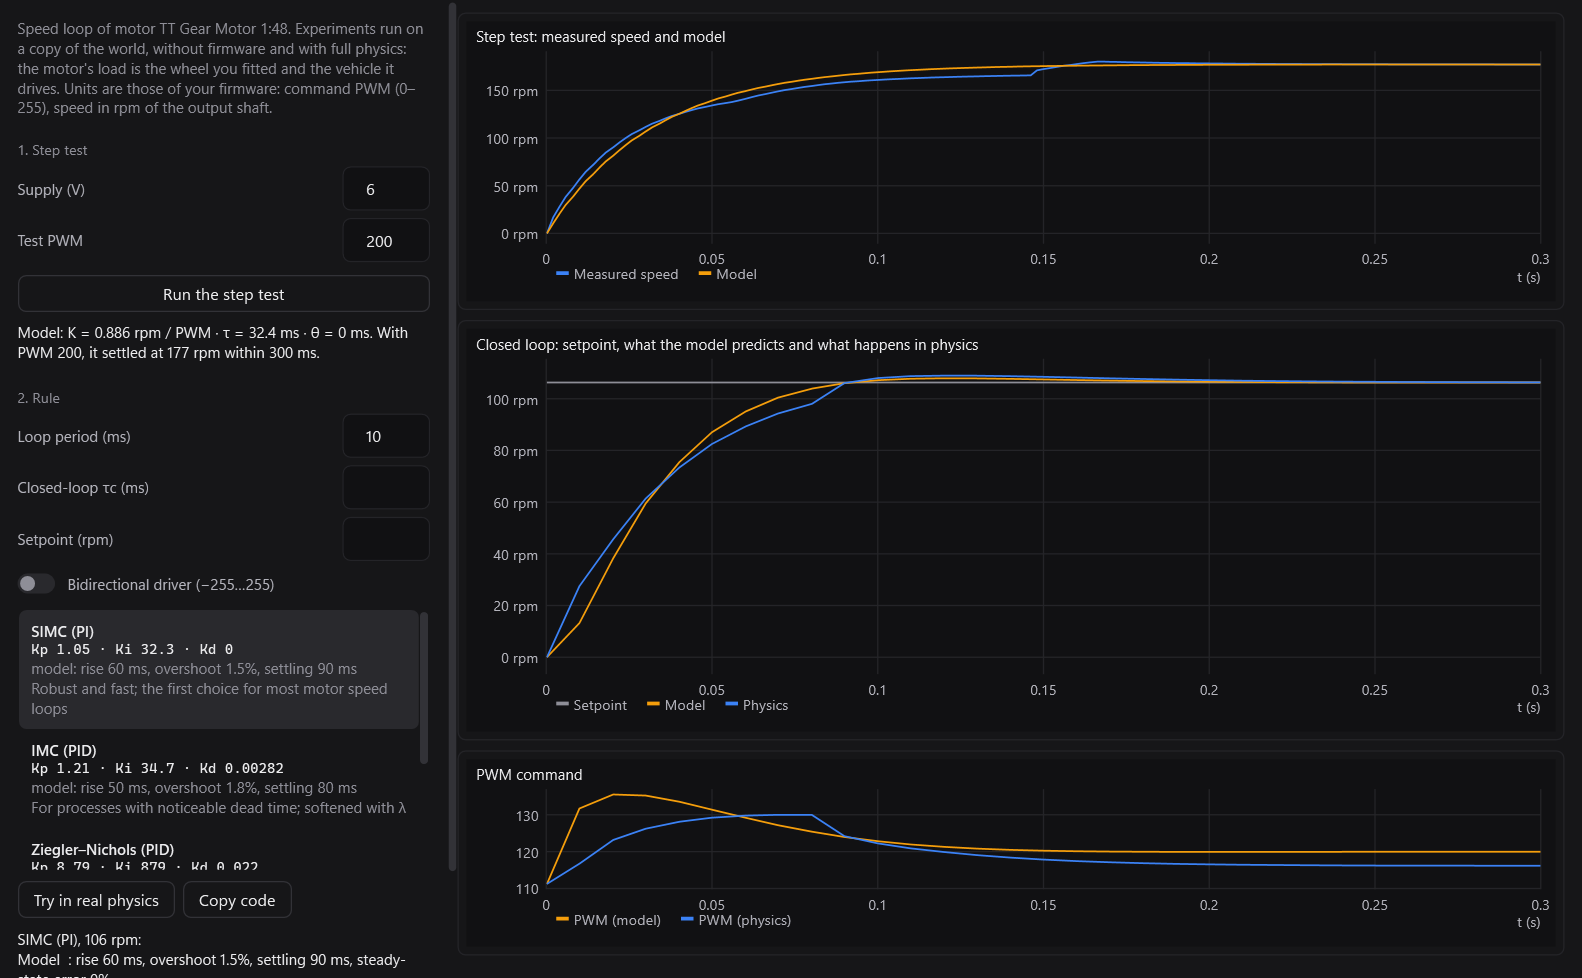 Speed loop of motor TT Gear Motor 1:48. Experiments run on
a copy of the world, without firmware and with full physics:
the motor's load is the wheel you fitted and the vehicle it
drives. Units are those of your firmware: command PWM (0–
255), speed in rpm of the output shaft.
1. Step test
Supply (V)
6
Test PWM
200
Run the step test
Model: K = 0.886 rpm / PWM · τ = 32.4 ms · θ = 0 ms. With
PWM 200, it settled at 177 rpm within 300 ms.
2. Rule
Loop period (ms)
10
Closed-loop τc (ms)
Setpoint (rpm)
Bidirectional driver (−255…255)
SIMC (PI)
Kp 1.05 · Ki 32.3 · Kd 0
model: rise 60 ms, overshoot 1.5%, settling 90 ms
Robust and fast; the first choice for most motor speed
loops
IMC (PID)
Kp 1.21 · Ki 34.7 · Kd 0.00282
model: rise 50 ms, overshoot 1.8%, settling 80 ms
For processes with noticeable dead time; softened with λ
Ziegler–Nichols (PID)
Kp 8.79 · Ki 879 · Kd 0.022
Try in real physics
Copy code
SIMC (PI), 106 rpm:
Model : rise 60 ms, overshoot 1.5%, settling 90 ms, steady-
state error 0%
Step test: measured speed and model
150 rpm
100 rpm
50 rpm
0 rpm
0 0.05 0.1 0.15 0.2 0.25 0.3
t (s)
Measured speed Model
Closed loop: setpoint, what the model predicts and what happens in physics
100 rpm
80 rpm
60 rpm
40 rpm
20 rpm
0 rpm
0 0.05 0.1 0.15 0.2 0.25 0.3
t (s)
Setpoint Model Physics
PWM command
130
120
110
0 0.05 0.1 0.15 0.2 0.25 0.3
t (s)
PWM (model) PWM (physics)